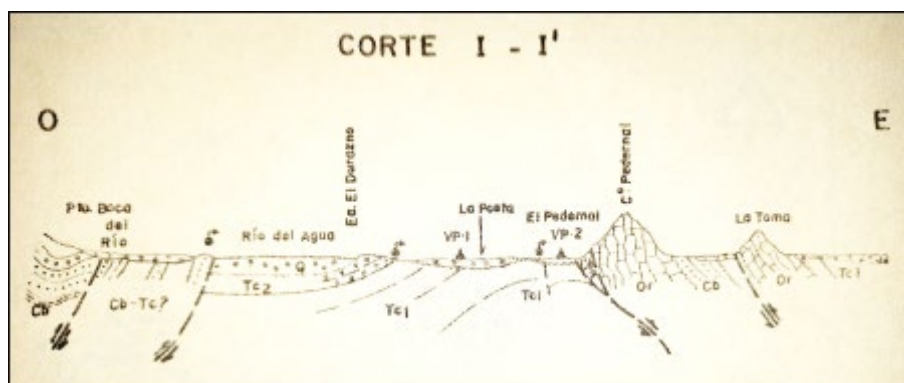 CORTE I - I'
O
E
Pto. Boca
del
Río
Río del Agua
Ea. El Durazno
VP-1
La Posta
El Pedernal
VP-2
Cº Pedernal
La Toma
Cb
Cb-Tc?
Q
Tc2
Tc1
Tc1
Or
Cb
Or
Tc1